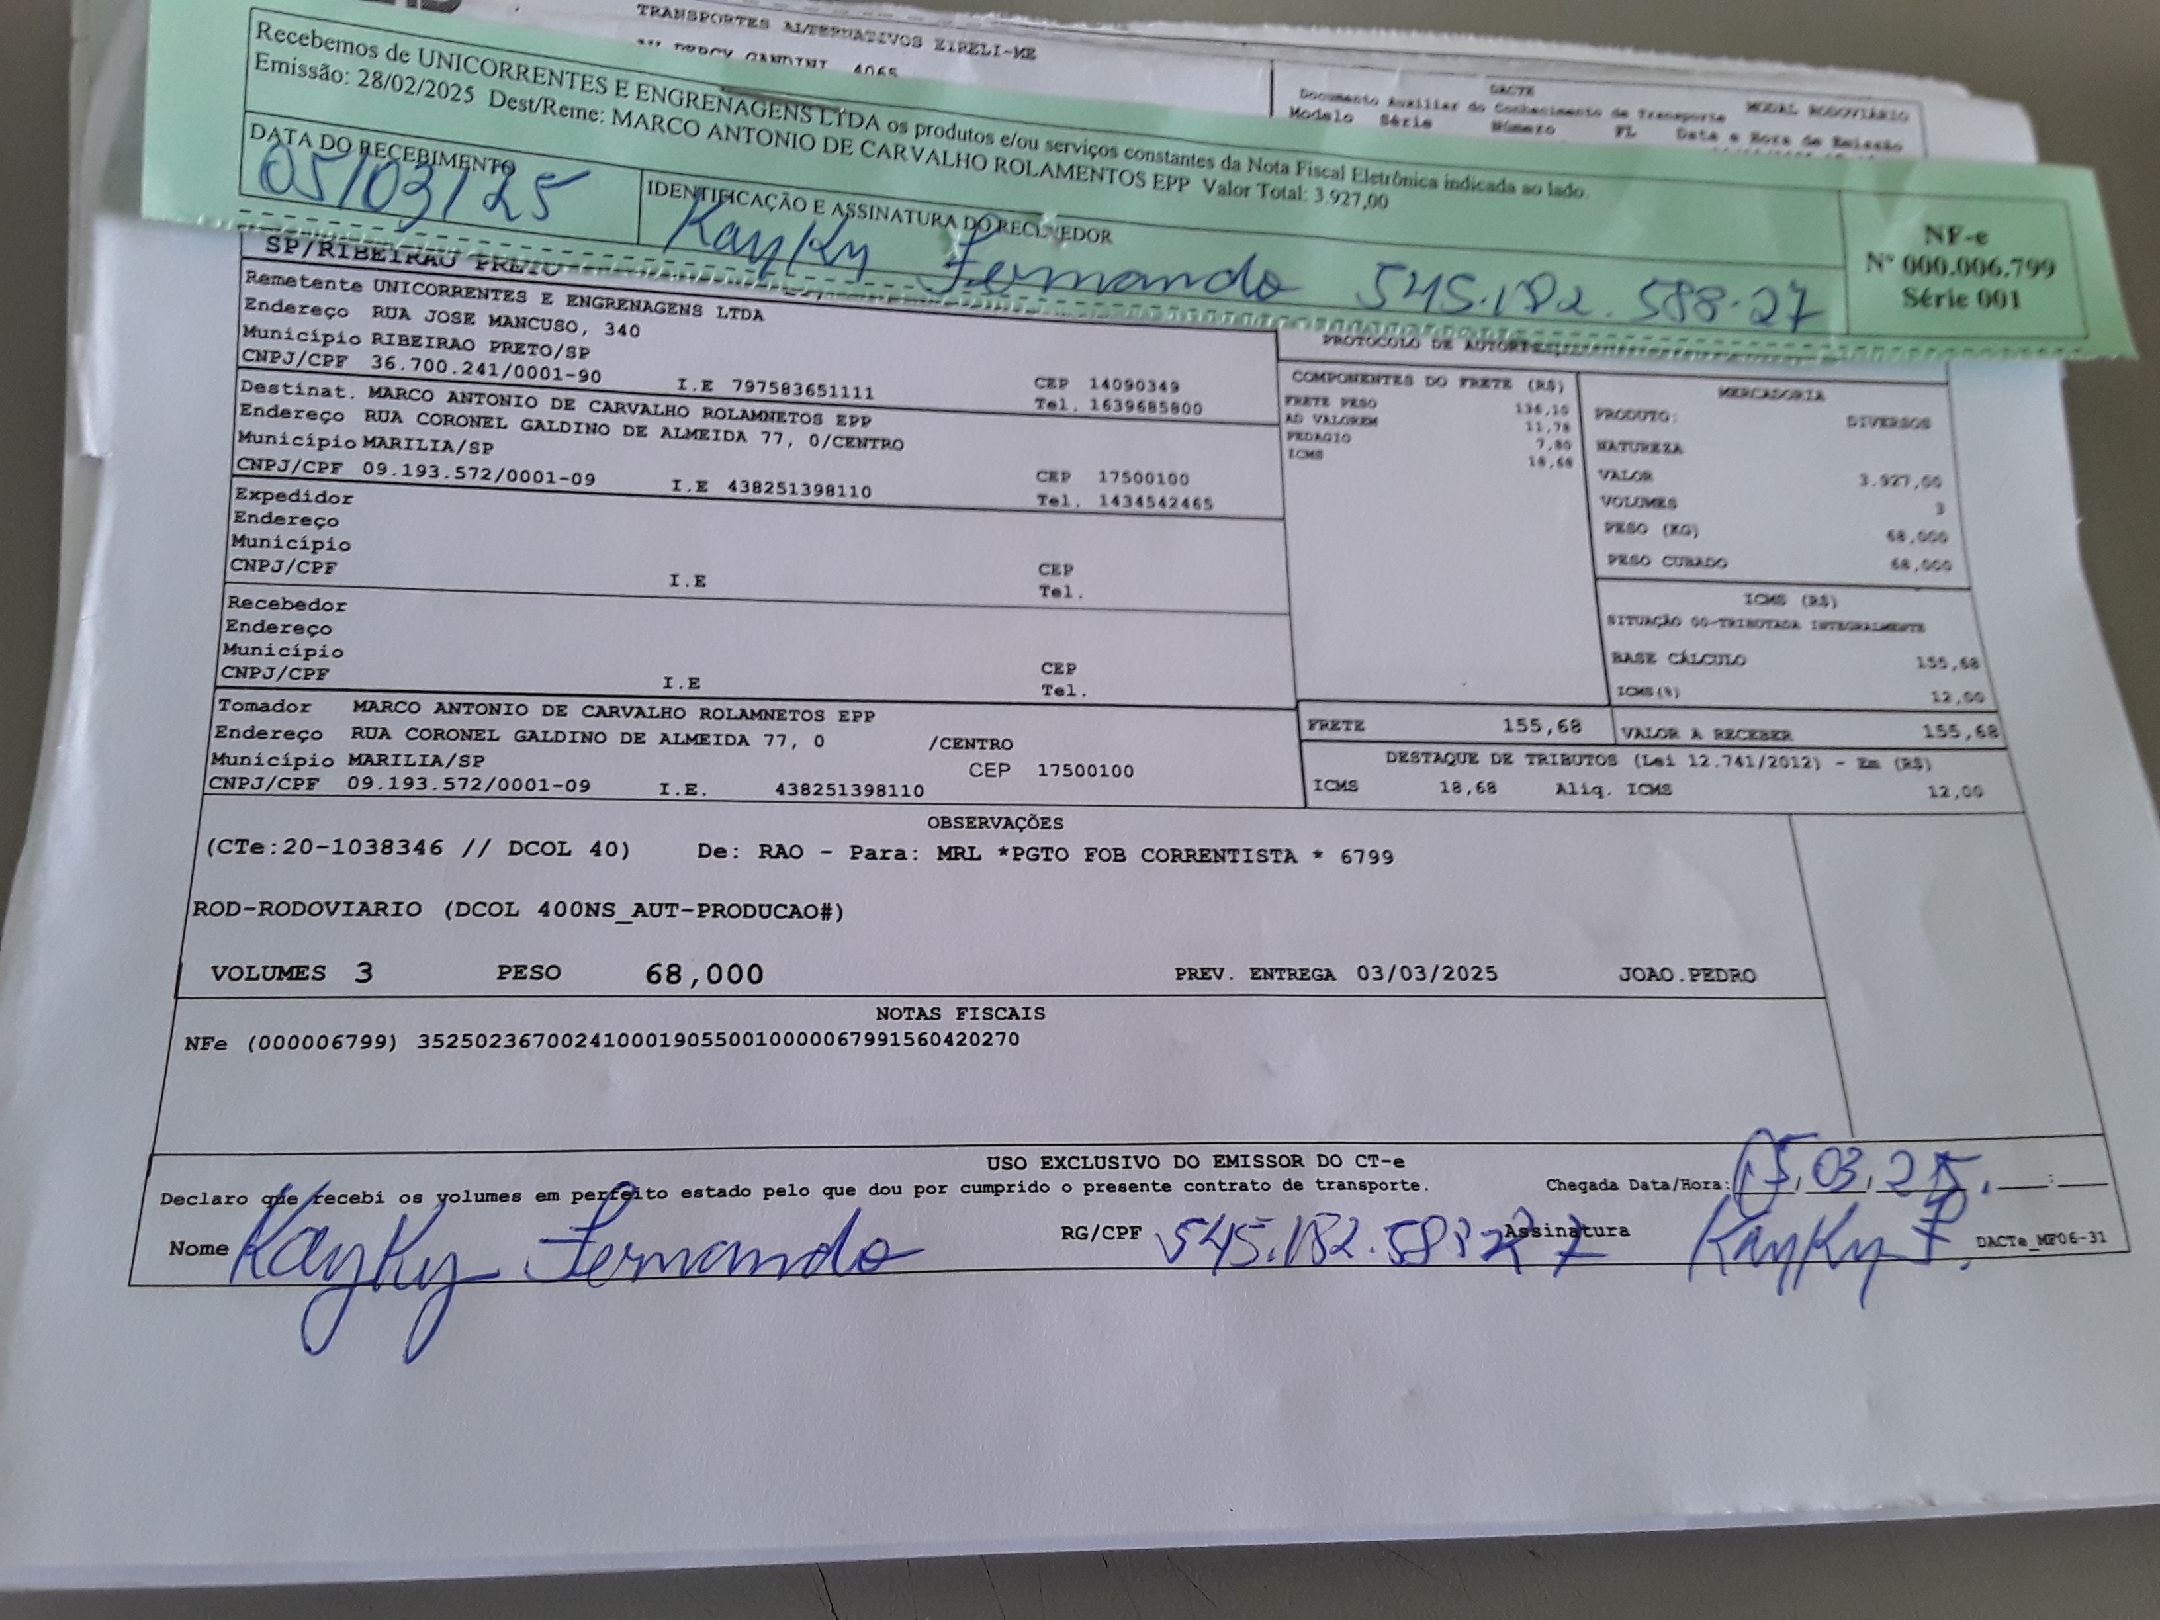 TRANSPORTES ALTERNATIVOS EIRELI-ME
4065
DACTE
Documento Auxiliar do Conhecimento de Transporte
MODAL RODOVIÁRIO
Modelo Série Número FL Data e Hora de Emissão
Recebemos de UNICORRENTES E ENGRENAGENS LTDA os produtos e/ou serviços constantes da Nota Fiscal Eletrônica indicada ao lado.
Emissão: 28/02/2025 Dest/Reme: MARCO ANTONIO DE CARVALHO ROLAMENTOS EPP Valor Total: 3.927,00
DATA DO RECEBIMENTO
05/03/25
IDENTIFICAÇÃO E ASSINATURA DO RECEBEDOR
Kayky Fernando 545.182.588-27
NF-e
Nº 000.006.799
Série 001
SP/RIBEIRAO PRETO
Remetente UNICORRENTES E ENGRENAGENS LTDA
Endereço RUA JOSE MANCUSO, 340
Município RIBEIRAO PRETO/SP
CEP 14090349
CNPJ/CPF 36.700.241/0001-90 I.E 797583651111
Tel. 1639685800
Destinat. MARCO ANTONIO DE CARVALHO ROLAMNETOS EPP
Endereço RUA CORONEL GALDINO DE ALMEIDA 77, 0/CENTRO
Município MARILIA/SP
CEP 17500100
CNPJ/CPF 09.193.572/0001-09 I.E 438251398110
Tel. 1434542465
Expedidor
Endereço
Município
CEP
CNPJ/CPF I.E
Tel.
Recebedor
Endereço
Município
CEP
CNPJ/CPF I.E
Tel.
Tomador MARCO ANTONIO DE CARVALHO ROLAMNETOS EPP
Endereço RUA CORONEL GALDINO DE ALMEIDA 77, 0 /CENTRO
Município MARILIA/SP CEP 17500100
CNPJ/CPF 09.193.572/0001-09 I.E. 438251398110
PROTOCOLO DE
COMPONENTES DO FRETE (R$)
FRETE PESO
AD VALOREM 11,78
PEDAGIO 7,80
ICMS 18,68
MERCADORIA
PRODUTO: DIVERSOS
NATUREZA
VALOR 3.927,00
VOLUMES 3
PESO (KG) 68,000
PESO CUBADO 68,000
ICMS (R$)
SITUAÇÃO 00-TRIBUTADA INTEGRALMENTE
BASE CÁLCULO 155,68
ICMS(%) 12,00
FRETE 155,68 VALOR A RECEBER 155,68
DESTAQUE DE TRIBUTOS (Lei 12.741/2012) - Em (R$)
ICMS 18,68 Aliq. ICMS 12,00
OBSERVAÇÕES
(CTe:20-1038346 // DCOL 40) De: RAO - Para: MRL *PGTO FOB CORRENTISTA * 6799
ROD-RODOVIARIO (DCOL 400NS_AUT-PRODUCAO#)
VOLUMES 3 PESO 68,000 PREV. ENTREGA 03/03/2025 JOAO.PEDRO
NOTAS FISCAIS
NFe (000006799) 35250236700241000190550010000067991560420270
USO EXCLUSIVO DO EMISSOR DO CT-e
Declaro que recebi os volumes em perfeito estado pelo que dou por cumprido o presente contrato de transporte. Chegada Data/Hora: 05,03,25
Nome Kayky Fernando RG/CPF 545.182.588 27 Assinatura Kayky F. DACTe_MF06-31